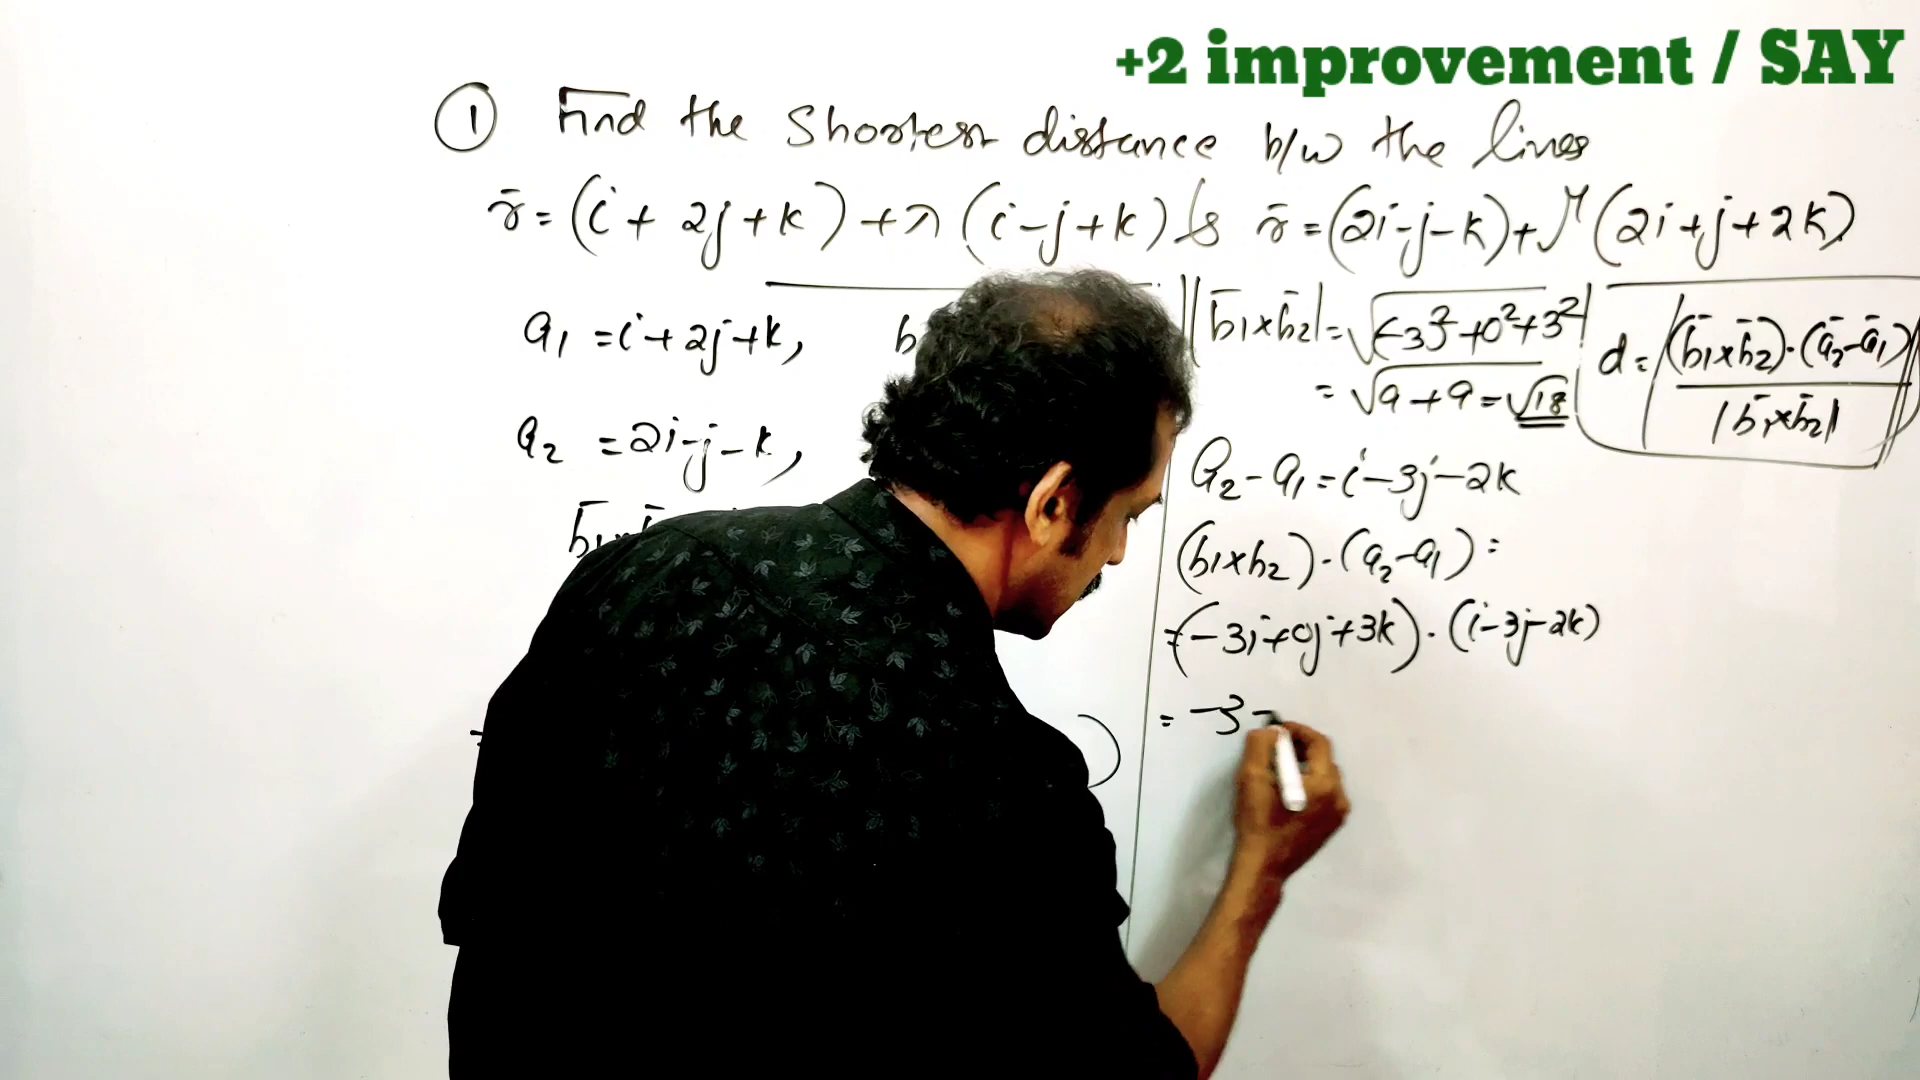 +2 improvement / SAY
① Find the Shortest distance b/w the lines
r̄ = (i + 2j + k) + λ (i - j + k) & r̄ = (2i - j - k) + μ (2i + j + 2k)
a₁ = i + 2j + k, b
a₂ = 2i - j - k,
b̄₁×
|b̄₁×b̄₂| = √(-3)²+0²+3²
= √9+9 = √18
d = |(b̄₁×b̄₂)·(ā₂-ā₁)| / |b̄₁×b̄₂|
a₂ - a₁ = i - 3j - 2k
(b₁×b₂)·(a₂-a₁) =
= (-3i + 0j + 3k)·(i - 3j - 2k)
= -3 -